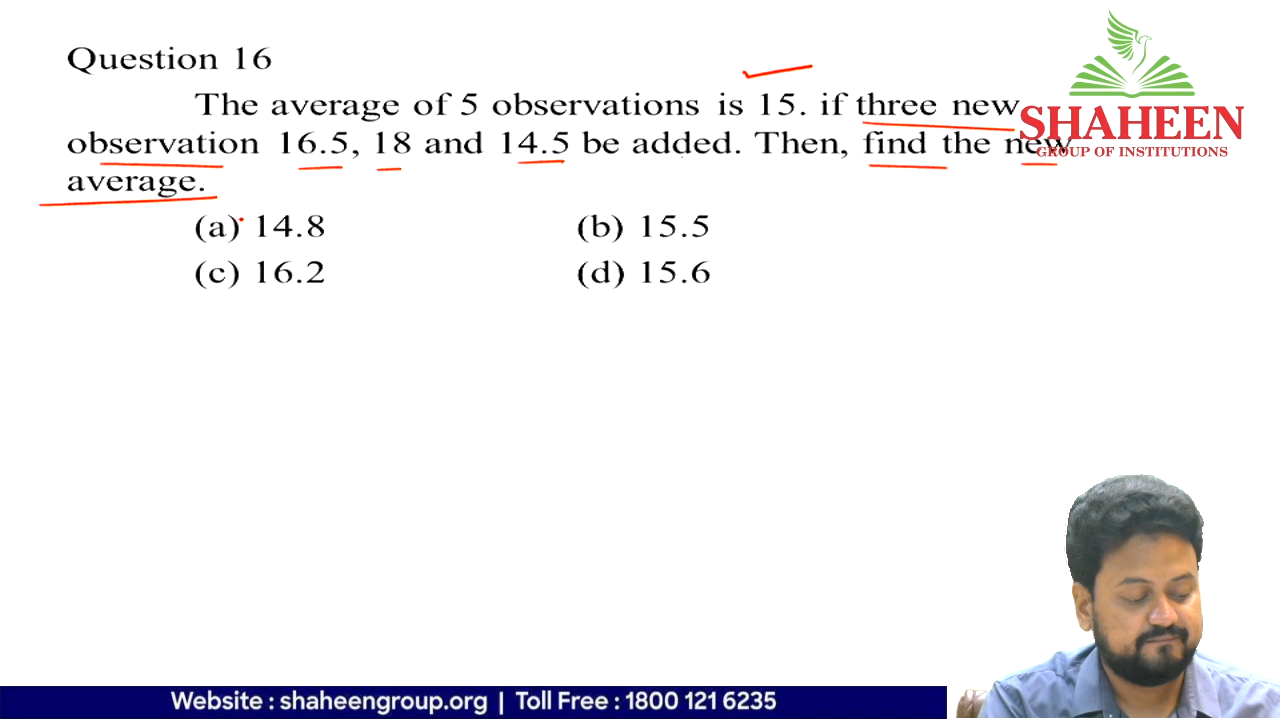 Question 16
The average of 5 observations is 15. if three new
observation 16.5, 18 and 14.5 be added. Then, find the new
average.
(a) 14.8 (b) 15.5
(c) 16.2 (d) 15.6
SHAHEEN
GROUP OF INSTITUTIONS
Website : shaheengroup.org | Toll Free : 1800 121 6235